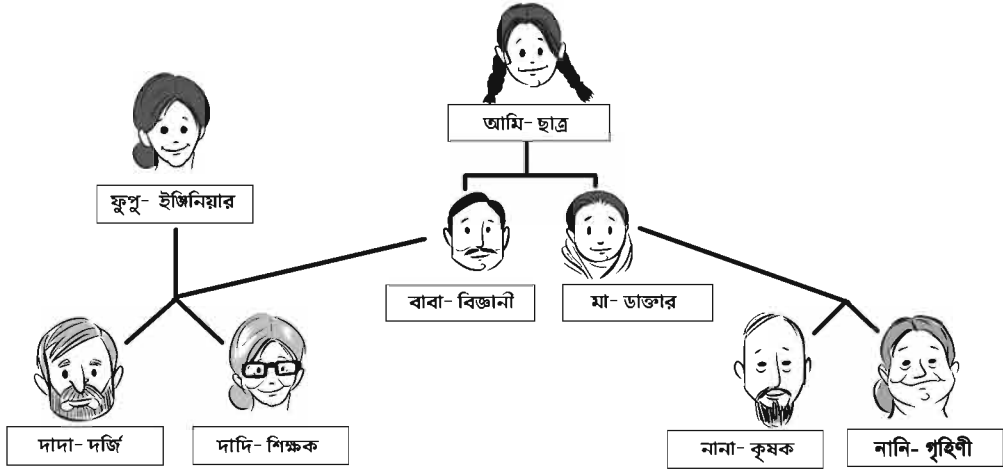 আমি- ছাত্র
ফুপু- ইঞ্জিনিয়ার
বাবা- বিজ্ঞানী
মা- ডাক্তার
দাদা- দর্জি
দাদি- শিক্ষক
নানা- কৃষক
নানি- গৃহিণী